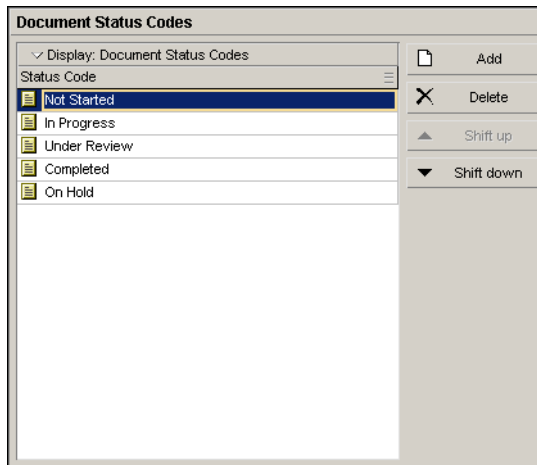 Document Status Codes
Display: Document Status Codes
Status Code
Not Started
In Progress
Under Review
Completed
On Hold
Add
Delete
Shift up
Shift down